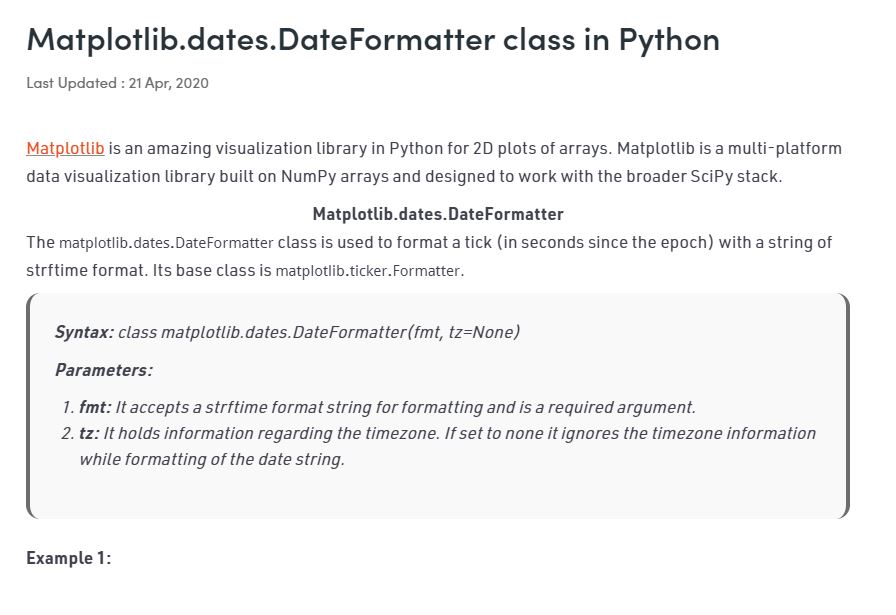 Matplotlib.dates.DateFormatter class in Python
Last Updated : 21 Apr, 2020
Matplotlib is an amazing visualization library in Python for 2D plots of arrays. Matplotlib is a multi-platform
data visualization library built on NumPy arrays and designed to work with the broader SciPy stack.
Matplotlib.dates.DateFormatter
The matplotlib.dates.DateFormatter class is used to format a tick (in seconds since the epoch) with a string of
strftime format. Its base class is matplotlib.ticker.Formatter.
Syntax: class matplotlib.dates.DateFormatter(fmt, tz=None)
Parameters:
1. fmt: It accepts a strftime format string for formatting and is a required argument.
2. tz: It holds information regarding the timezone. If set to none it ignores the timezone information
while formatting of the date string.
Example 1: